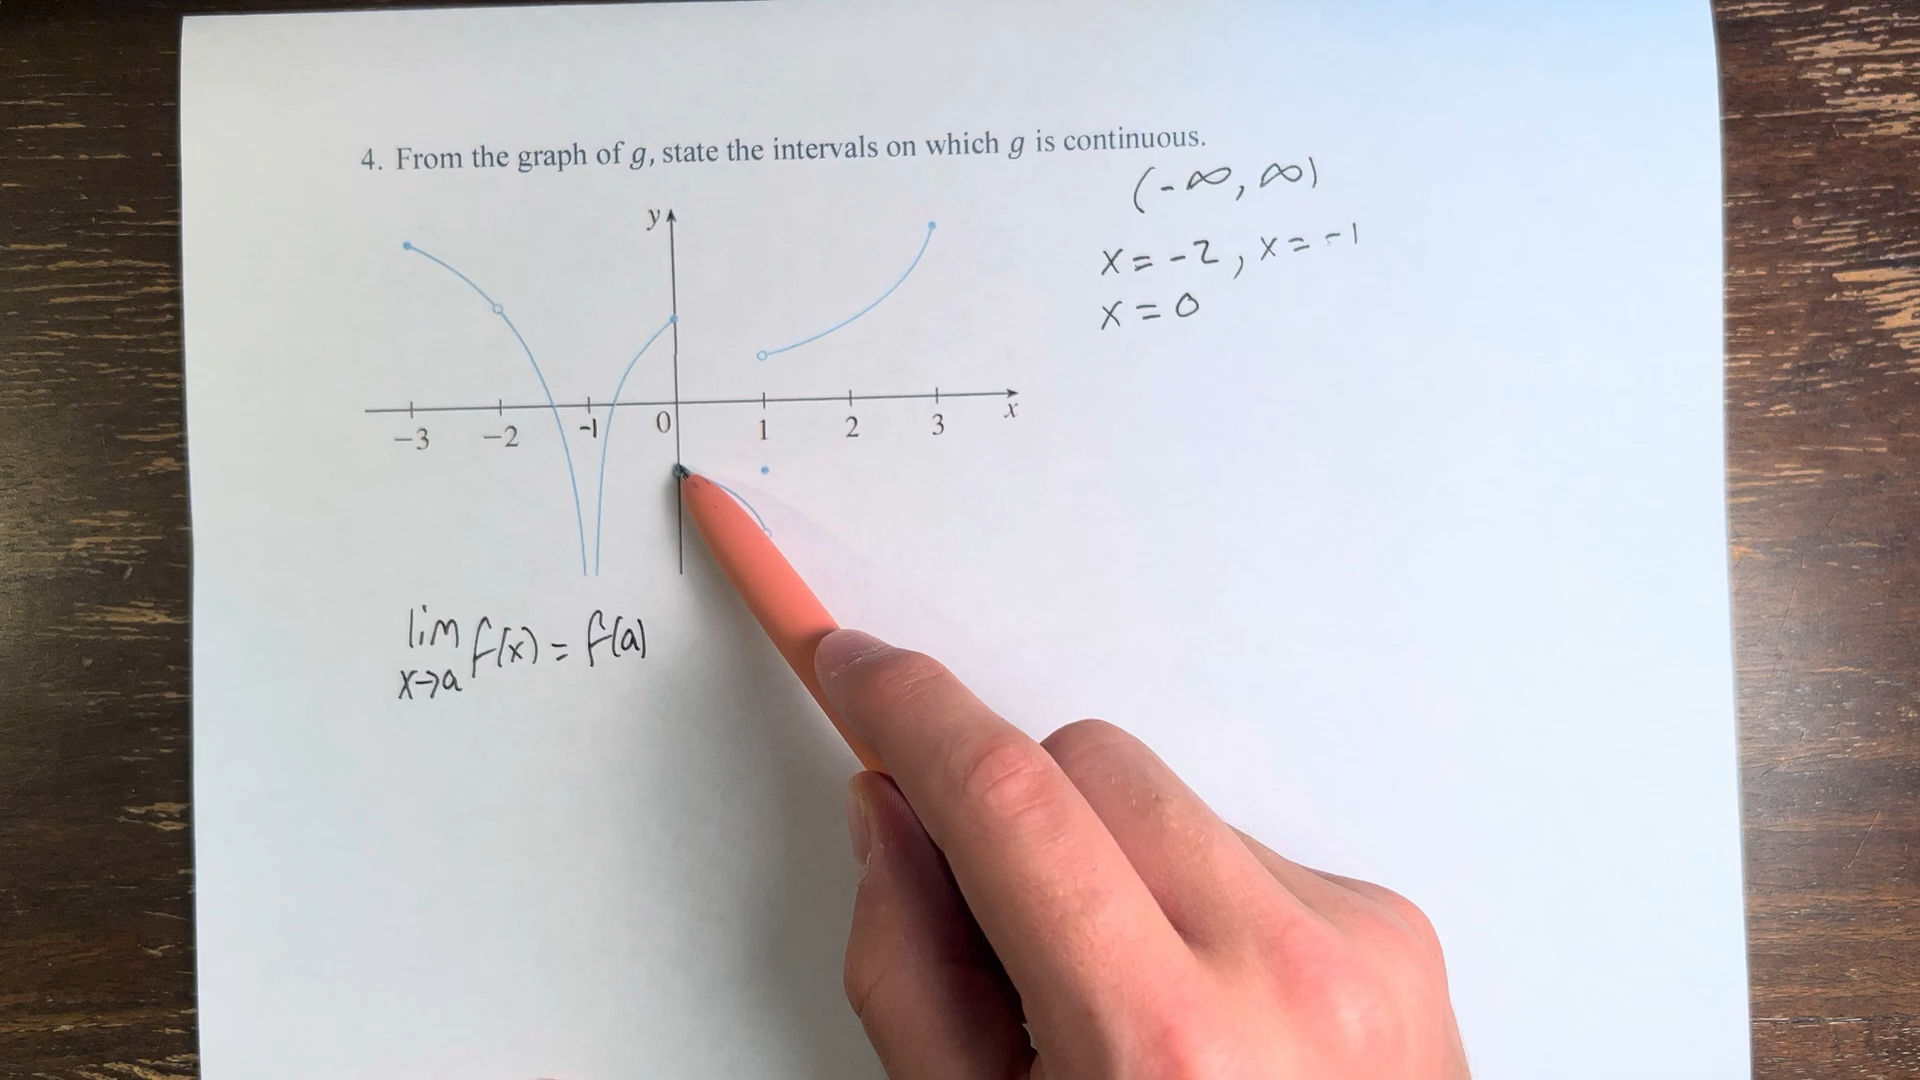 4. From the graph of g, state the intervals on which g is continuous.
(-∞, ∞)
x = -2, x = -1
x = 0
y
−3 −2 -1 0 1 2 3 x
lim f(x) = f(a)
x→a